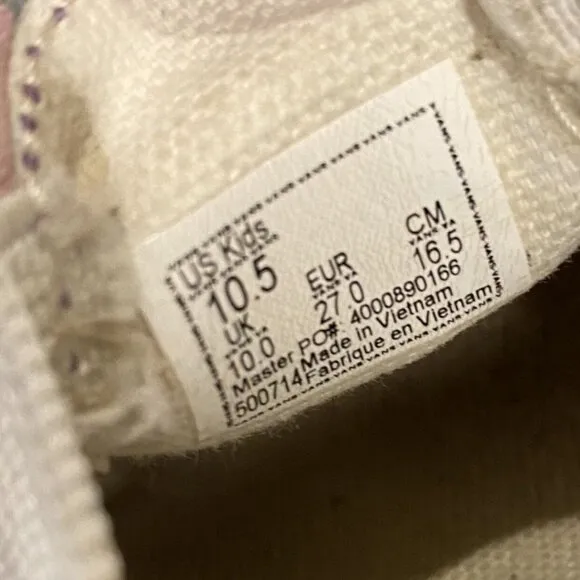 US Kids
10.5
EUR
27.0
CM
16.5
UK
10.0
Master PO#: 4000890166
500714 Made in Vietnam
Fabrique en Vietnam